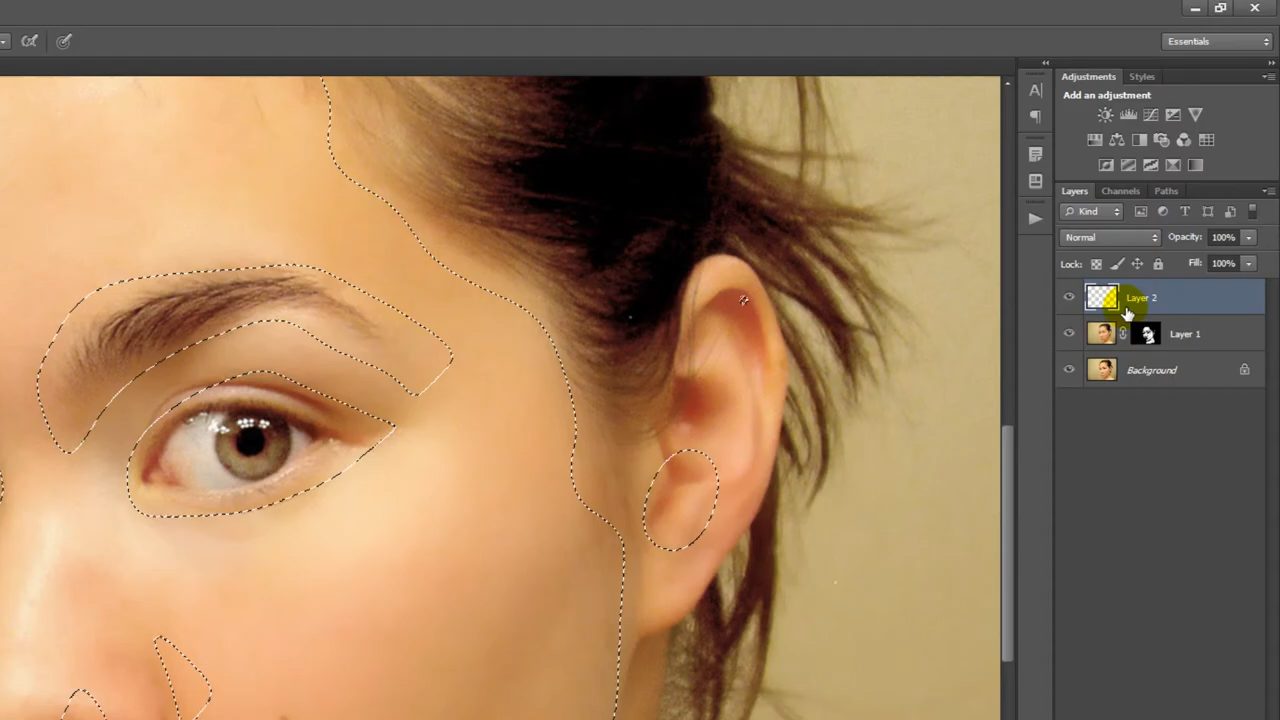 Essentials
Adjustments Styles
Add an adjustment
Layers Channels Paths
Kind
Normal Opacity: 100%
Lock: Fill: 100%
Layer 2
Layer 1
Background